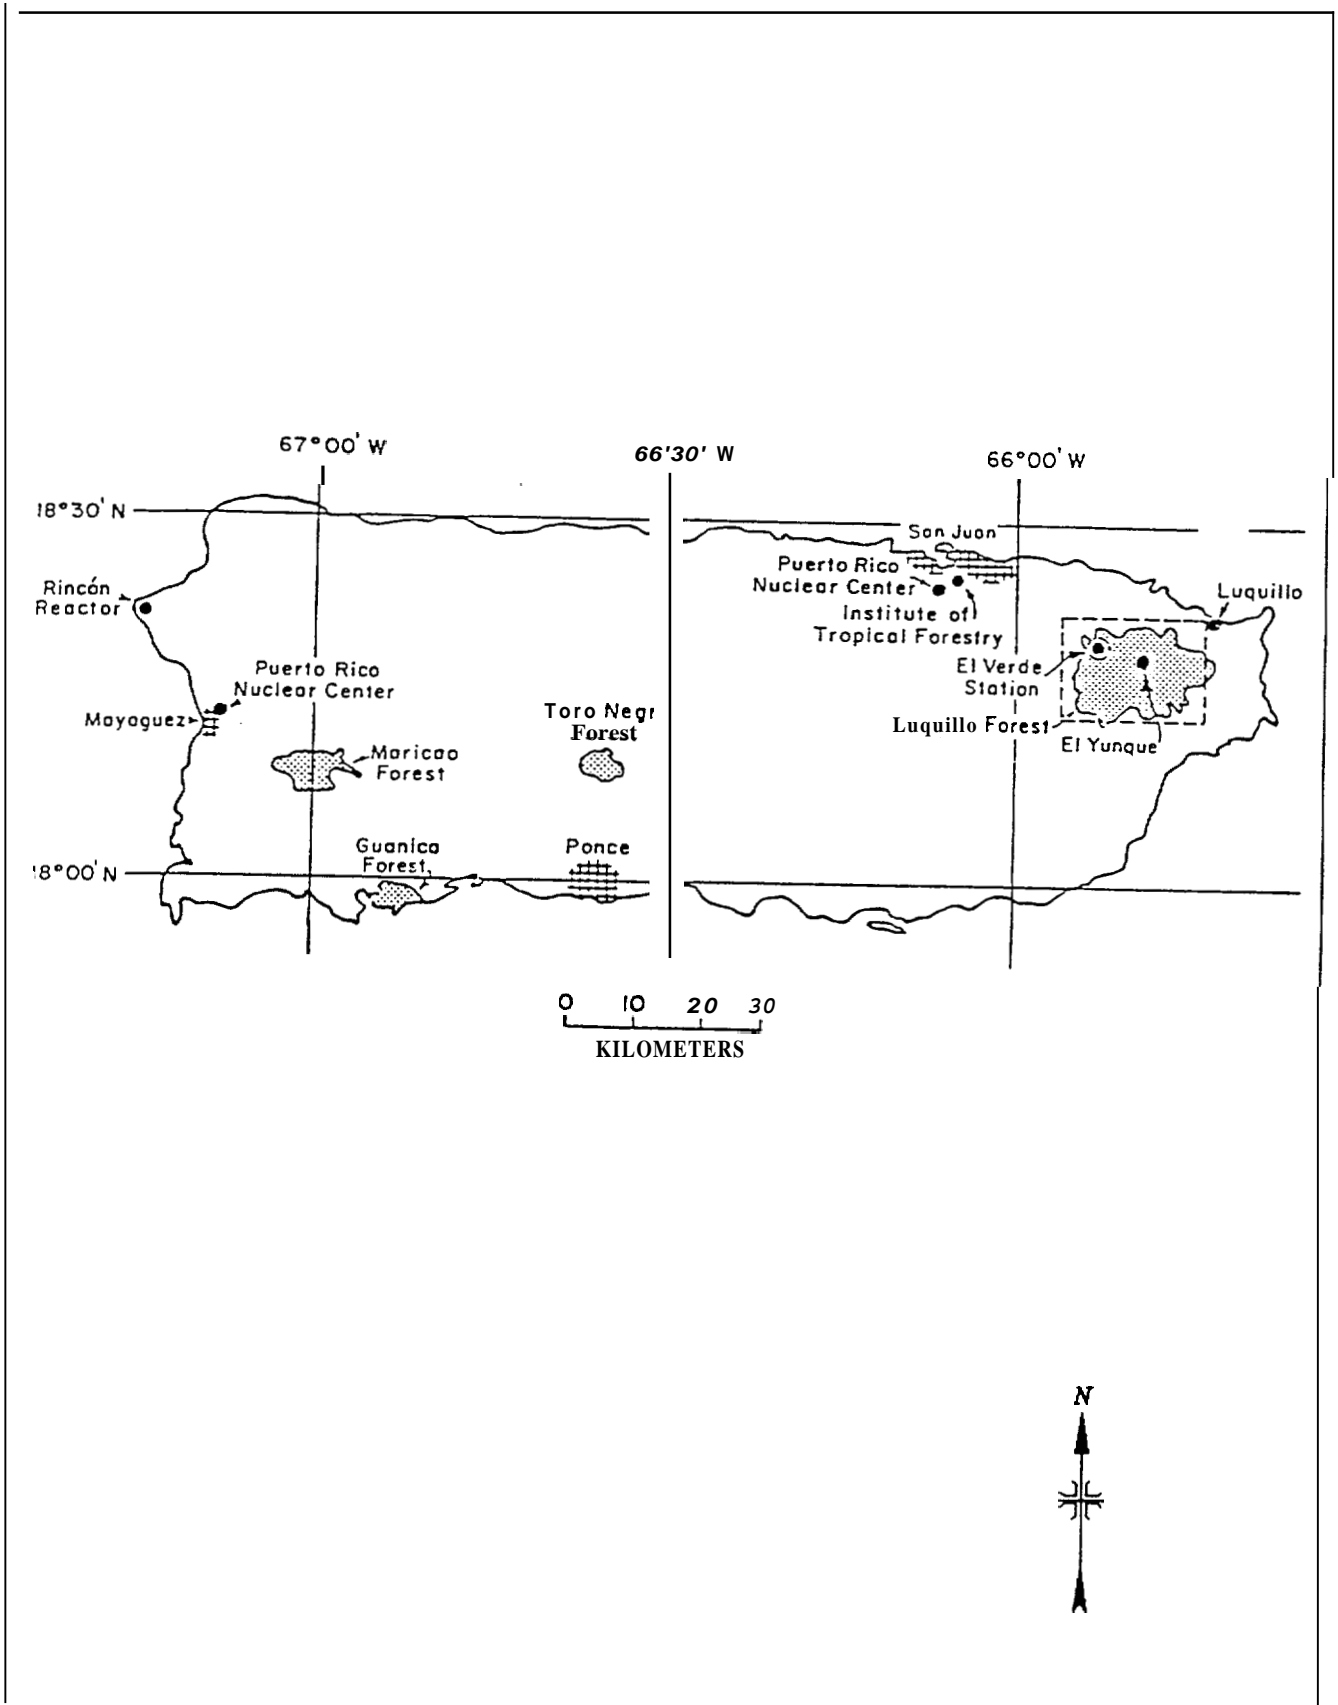 67°00' W
66'30' W
66°00' W
18°30' N
San Juan
Puerto Rico
Nuclear Center
Institute of
Tropical Forestry
Rincón
Reactor
Luquillo
El Verde
Station
Puerto Rico
Nuclear Center
Mayaguez
Toro Negr
Forest
Luquillo Forest
El Yunque
Maricao
Forest
Guanica
Forest
Ponce
18°00' N
0 10 20 30
KILOMETERS
N